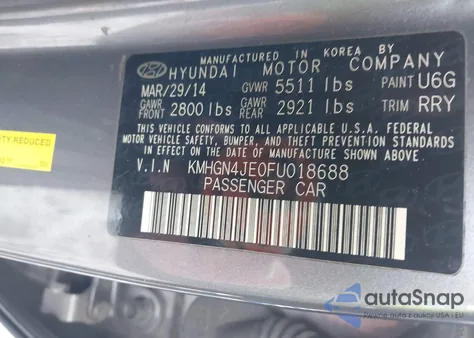 MANUFACTURED IN KOREA BY
HYUNDAI MOTOR COMPANY
MAR/29/14 GVWR 5511 lbs PAINT U6G
GAWR FRONT 2800 lbs GAWR REAR 2921 lbs TRIM RRY
THIS VEHICLE CONFORMS TO ALL APPLICABLE U.S.A. FEDERAL
MOTOR VEHICLE SAFETY, BUMPER, AND THEFT PREVENTION STANDARDS
IN EFFECT ON THE DATE OF MANUFACTURE SHOWN ABOVE.
V.I.N KMHGN4JE0FU018688
PASSENGER CAR
REDUCED
autoSnap